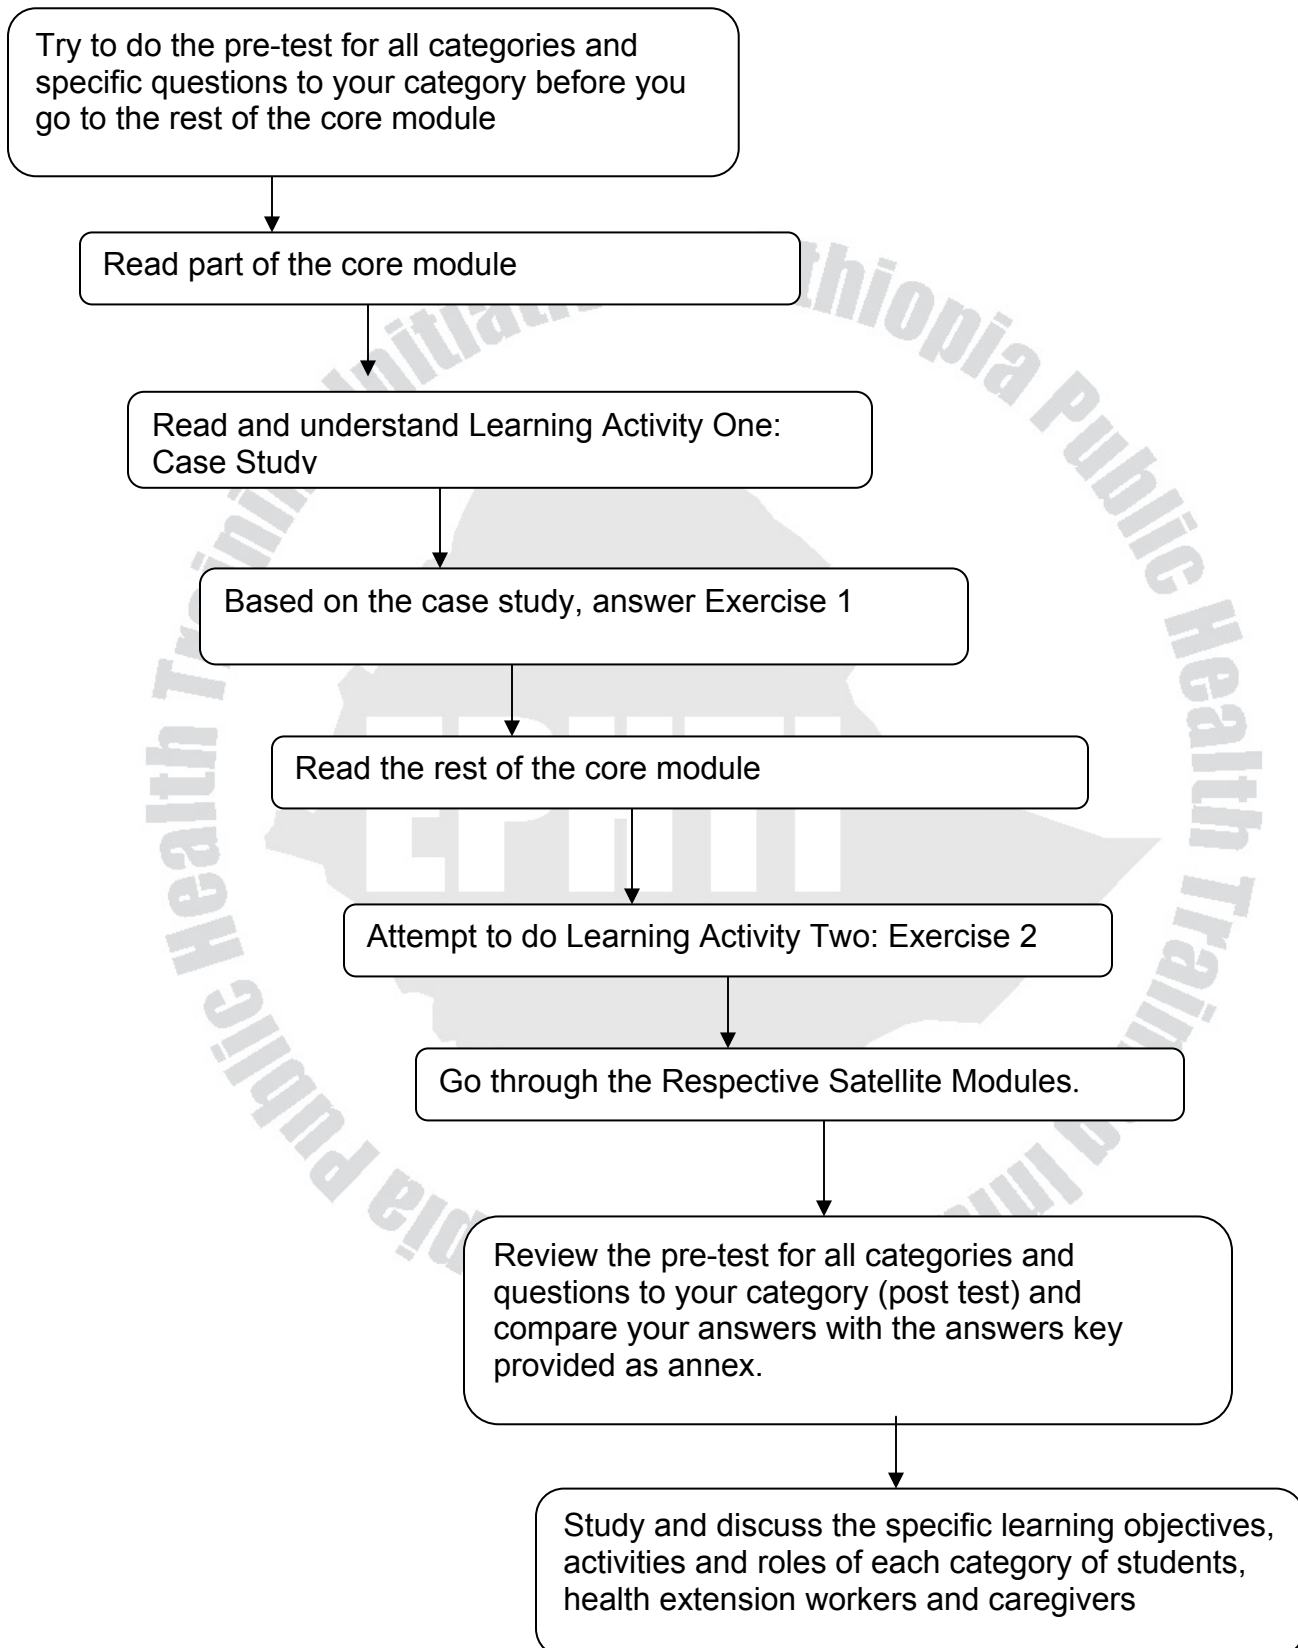 Try to do the pre-test for all categories and
specific questions to your category before you
go to the rest of the core module
Read part of the core module
Read and understand Learning Activity One:
Case Study
Based on the case study, answer Exercise 1
Read the rest of the core module
Attempt to do Learning Activity Two: Exercise 2
Go through the Respective Satellite Modules.
Review the pre-test for all categories and
questions to your category (post test) and
compare your answers with the answers key
provided as annex.
Study and discuss the specific learning objectives,
activities and roles of each category of students,
health extension workers and caregivers
EPHTI